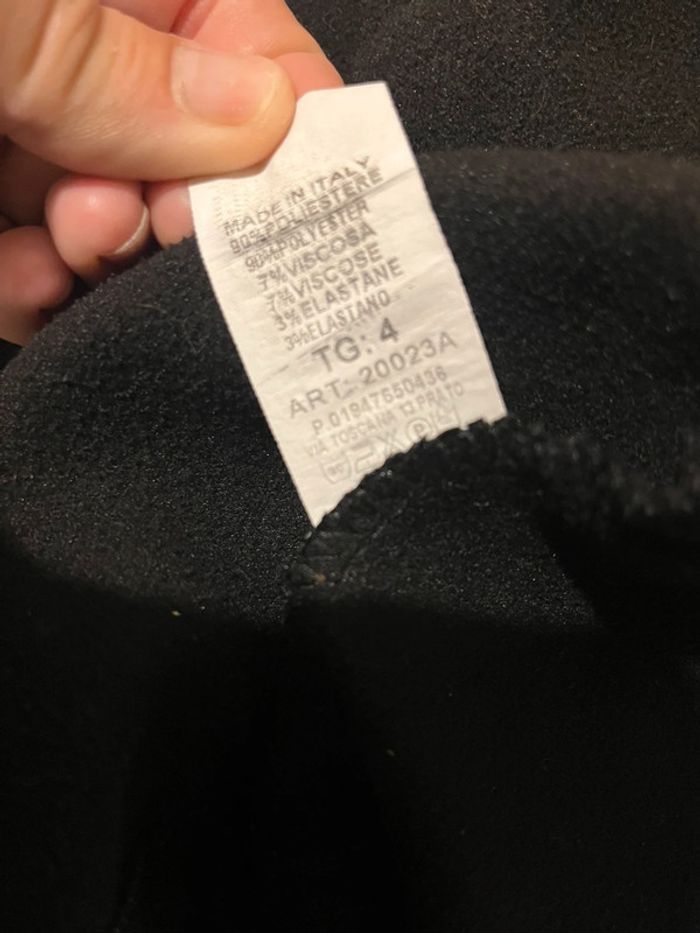 MADE IN ITALY
90%POLIESTERE
90%POLYESTER
7%VISCOSA
7%VISCOSE
3%ELASTANE
3%ELASTANO
TG: 4
ART: 20023A
P.01947650436
VIA TOSCANA 13 PRATO